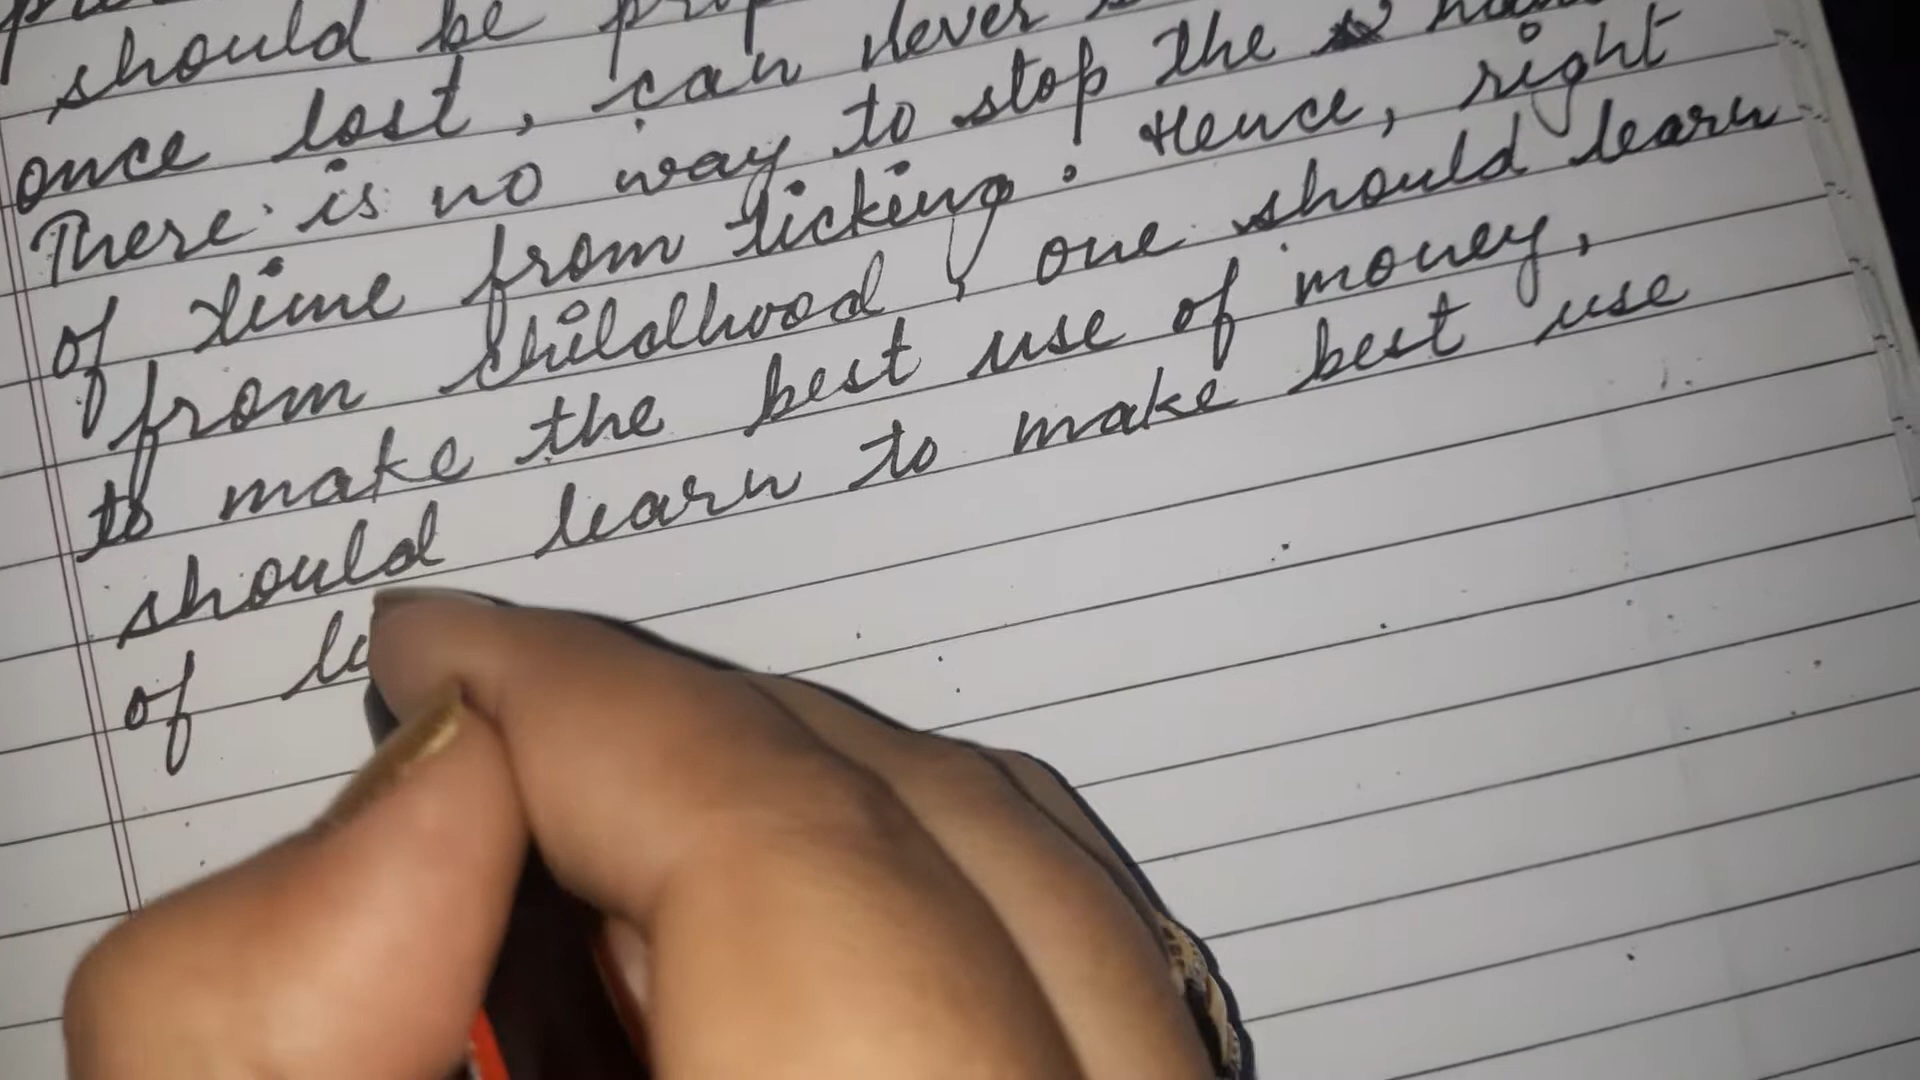 should be
once lost, can never
There is no way to stop the
of time from ticking. Hence, right
from childhood, one should learn
to make the best use of money,
should learn to make best use
of